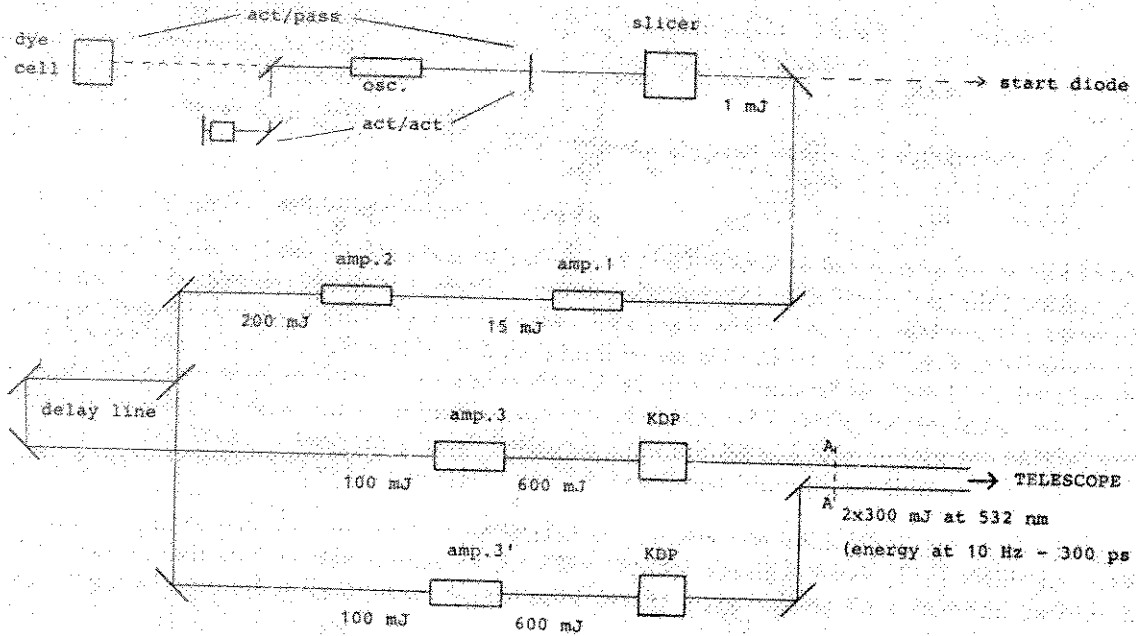 act/pass
slicer
dye
cell
osc.
start diode
1 mJ
act/act
amp.2
amp.1
200 mJ
15 mJ
delay line
amp.3
KDP
A
TELESCOPE
100 mJ
600 mJ
A
2x300 mJ at 532 nm
(energy at 10 Hz - 300 ps
amp.3'
KDP
100 mJ
600 mJ